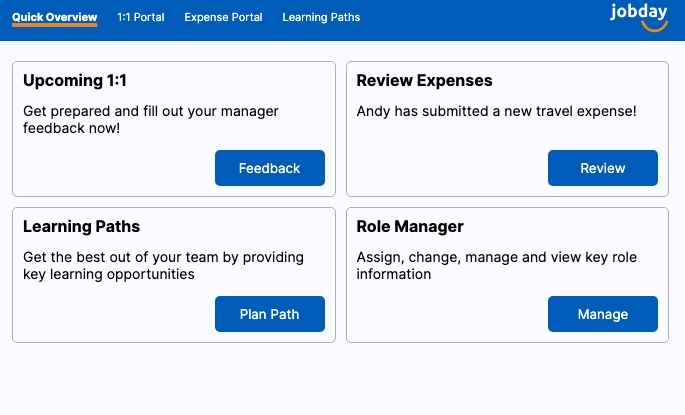 Quick Overview
1:1 Portal
Expense Portal
Learning Paths
jobday
Upcoming 1:1
Get prepared and fill out your manager
feedback now!
Feedback
Review Expenses
Andy has submitted a new travel expense!
Review
Learning Paths
Get the best out of your team by providing
key learning opportunities
Plan Path
Role Manager
Assign, change, manage and view key role
information
Manage